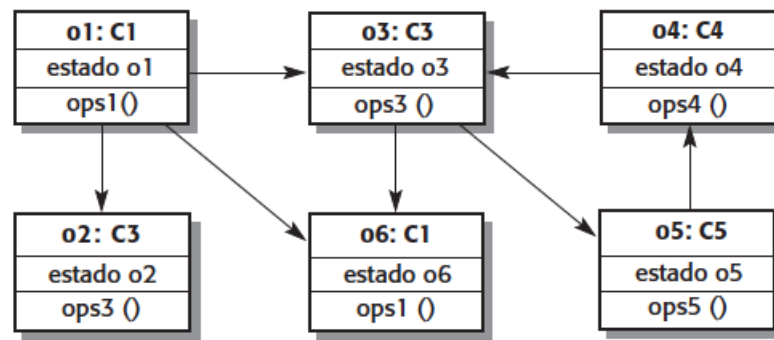 o1: C1
estado o1
ops1()
o3: C3
estado o3
ops3 ()
o4: C4
estado o4
ops4 ()
o2: C3
estado o2
ops3 ()
o6: C1
estado o6
ops1 ()
o5: C5
estado o5
ops5 ()